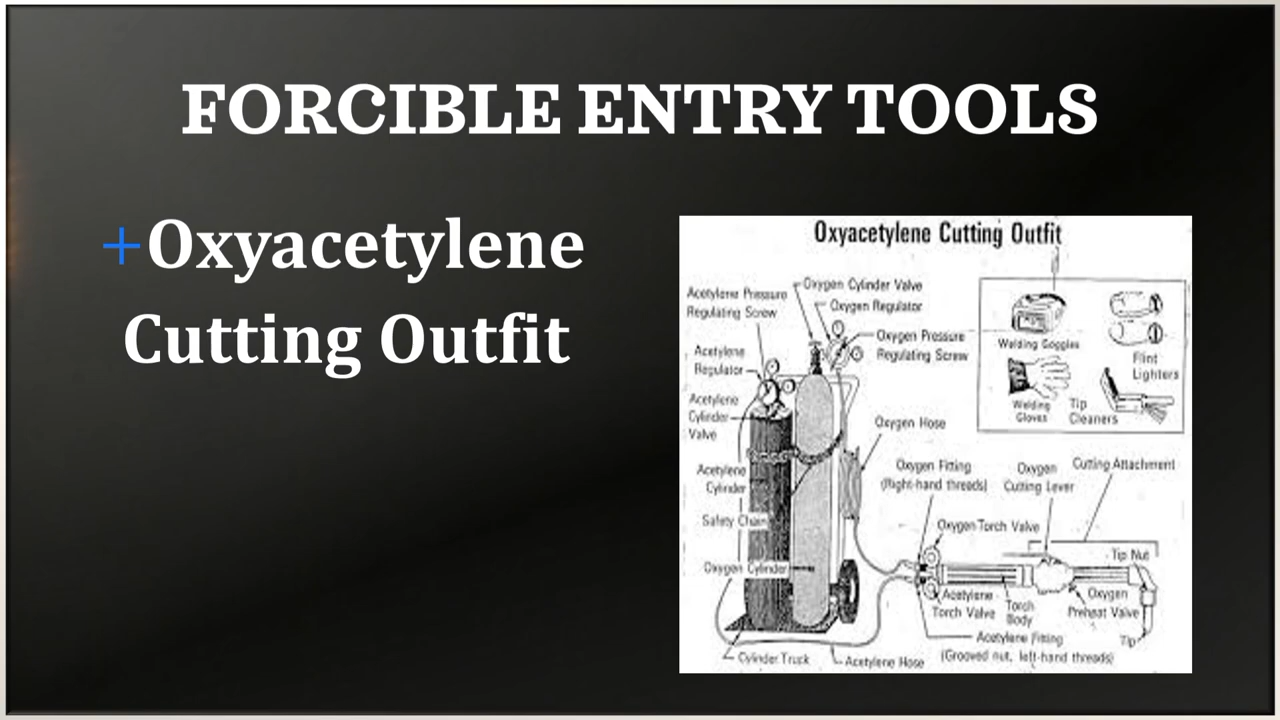 FORCIBLE ENTRY TOOLS
+Oxyacetylene
Cutting Outfit
Oxyacetylene Cutting Outfit
Acetylene Pressure
Regulating Screw
Oxygen Cylinder Valve
Oxygen Regulator
Oxygen Pressure
Regulating Screw
Acetylene
Regulator
Acetylene
Cylinder
Valve
Acetylene
Cylinder
Safety Chain
Oxygen Cylinder
Cylinder Truck
Acetylene Hose
Oxygen Hose
Welding Goggles
Flint
Lighters
Welding
Gloves
Tip
Cleaners
Oxygen Fitting
(Right-hand threads)
Oxygen
Cutting Lever
Cutting Attachment
Oxygen Torch Valve
Tip Nut
Acetylene
Torch Valve
Torch
Body
Oxygen
Preheat Valve
Tip
Acetylene Fitting
(Grooved nut, left-hand threads)